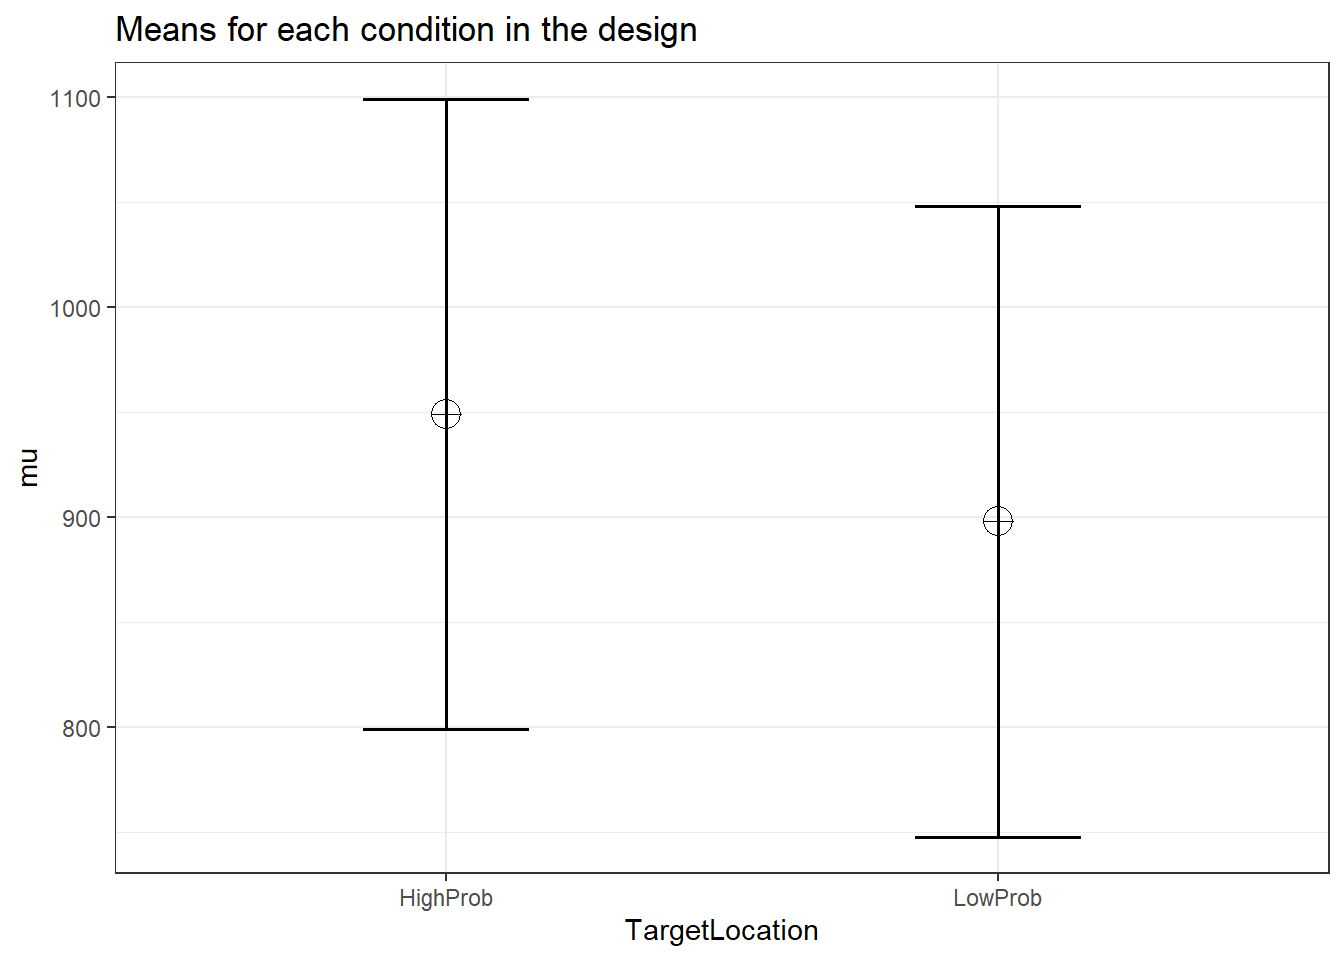 Means for each condition in the design
1100
1000
900
800
mu
HighProb LowProb
TargetLocation